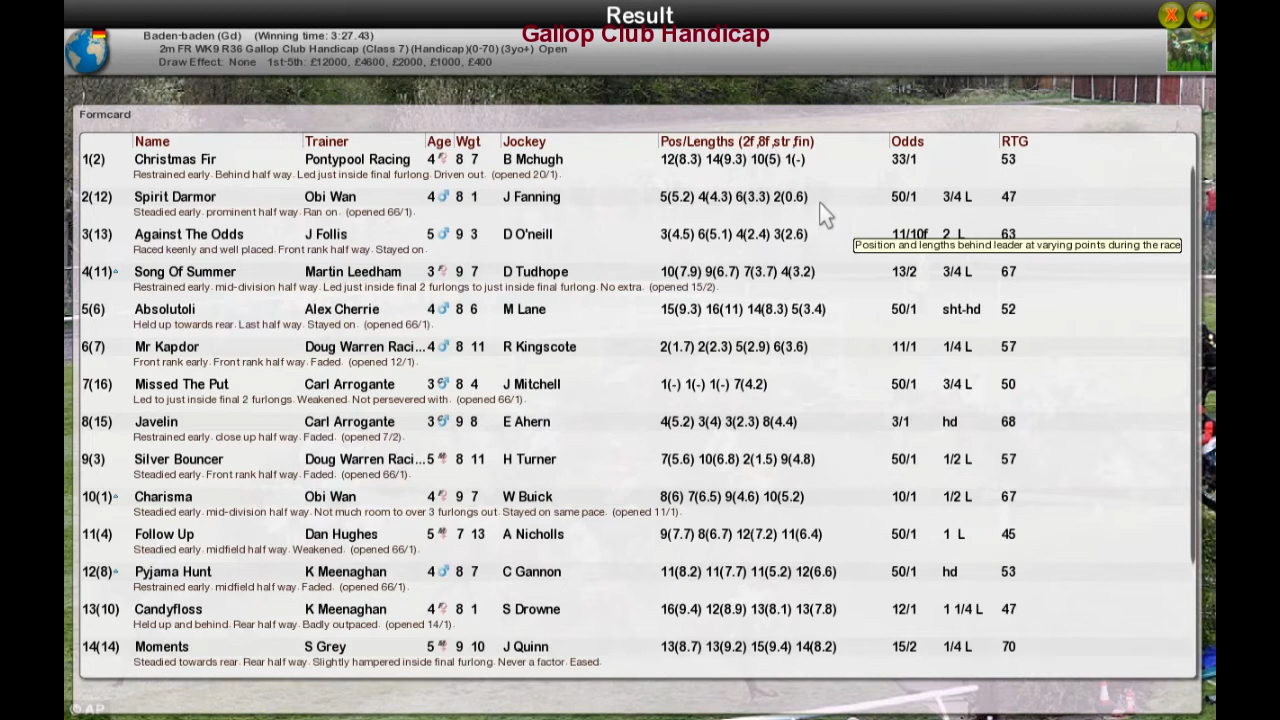 Result
Gallop Club Handicap
Baden-baden (Gd) (Winning time: 3:27.43)
2m FR WK9 R36 Gallop Club Handicap (Class 7) (Handicap)(0-70) (3yo+) Open
Draw Effect: None 1st-5th: £12000, £4600, £2000, £1000, £400
Formcard
Name Trainer Age Wgt Jockey Pos/Lengths (2f,8f,str,fin) Odds RTG
1(2) Christmas Fir Pontypool Racing 4 8 7 B Mchugh 12(8.3) 14(9.3) 10(5) 1(-) 33/1 53
Restrained early. Behind half way. Led just inside final furlong. Driven out. (opened 20/1).
2(12) Spirit Darmor Obi Wan 4 8 1 J Fanning 5(5.2) 4(4.3) 6(3.3) 2(0.6) 50/1 3/4 L 47
Steadied early. prominent half way. Ran on. (opened 66/1).
3(13) Against The Odds J Follis 5 9 3 D O'neill 3(4.5) 6(5.1) 4(2.4) 3(2.6) 11/10f 2 L 63
Position and lengths behind leader at varying points during the race
Raced keenly and well placed. Front rank half way. Stayed on.
4(11) Song Of Summer Martin Leedham 3 9 7 D Tudhope 10(7.9) 9(6.7) 7(3.7) 4(3.2) 13/2 3/4 L 67
Restrained early. mid-division half way. Led just inside final 2 furlongs to just inside final furlong. No extra. (opened 15/2).
5(6) Absolutoli Alex Cherrie 4 8 6 M Lane 15(9.3) 16(11) 14(8.3) 5(3.4) 50/1 sht-hd 52
Held up towards rear. Last half way. Stayed on. (opened 66/1).
6(7) Mr Kapdor Doug Warren Raci... 4 8 11 R Kingscote 2(1.7) 2(2.3) 5(2.9) 6(3.6) 11/1 1/4 L 57
Front rank early. Front rank half way. Faded. (opened 12/1).
7(16) Missed The Put Carl Arrogante 3 8 4 J Mitchell 1(-) 1(-) 1(-) 7(4.2) 50/1 3/4 L 50
Led to just inside final 2 furlongs. Weakened. Not persevered with. (opened 66/1).
8(15) Javelin Carl Arrogante 3 9 8 E Ahern 4(5.2) 3(4) 3(2.3) 8(4.4) 3/1 hd 68
Restrained early. close up half way. Faded. (opened 7/2).
9(3) Silver Bouncer Doug Warren Raci... 5 8 11 H Turner 7(5.6) 10(6.8) 2(1.5) 9(4.8) 50/1 1/2 L 57
Steadied early. Front rank half way. Faded. (opened 66/1).
10(1) Charisma Obi Wan 4 9 7 W Buick 8(6) 7(6.5) 9(4.6) 10(5.2) 10/1 1/2 L 67
Steadied early. mid-division half way. Not much room to over 3 furlongs out. Stayed on same pace. (opened 11/1).
11(4) Follow Up Dan Hughes 5 7 13 A Nicholls 9(7.7) 8(6.7) 12(7.2) 11(6.4) 50/1 1 L 45
Steadied early. midfield half way. Weakened. (opened 66/1).
12(8) Pyjama Hunt K Meenaghan 4 8 7 C Gannon 11(8.2) 11(7.7) 11(5.2) 12(6.6) 50/1 hd 53
Restrained early. midfield half way. Faded. (opened 66/1).
13(10) Candyfloss K Meenaghan 4 8 1 S Drowne 16(9.4) 12(8.9) 13(8.1) 13(7.8) 12/1 1 1/4 L 47
Held up and behind. Rear half way. Badly outpaced. (opened 14/1).
14(14) Moments S Grey 5 9 10 J Quinn 13(8.7) 13(9.2) 15(9.4) 14(8.2) 15/2 1/4 L 70
Steadied towards rear. Rear half way. Slightly hampered inside final furlong. Never a factor. Eased.
© AP